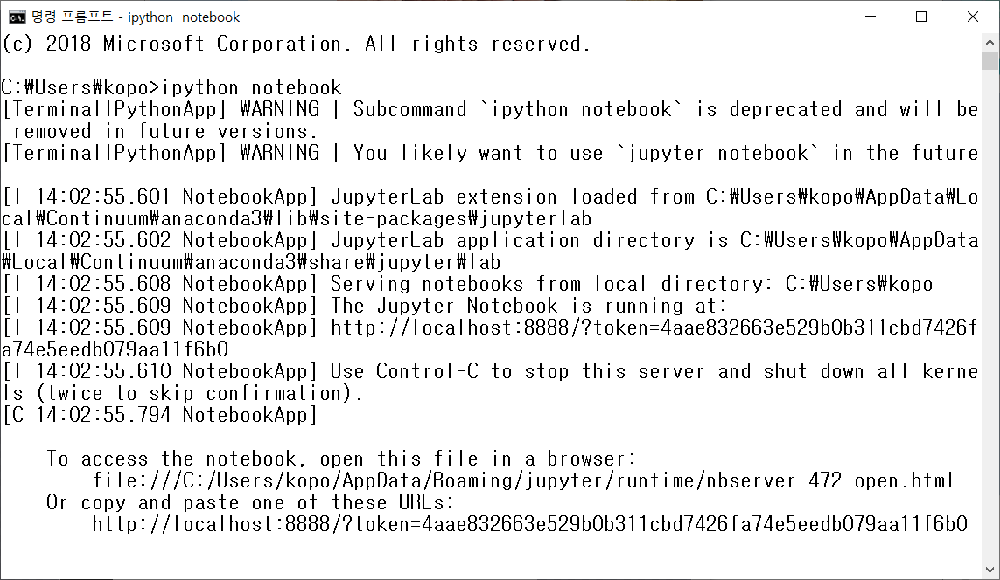 명령 프롬프트 - ipython  notebook
(c) 2018 Microsoft Corporation. All rights reserved.
C:₩Users₩kopo>ipython notebook
[TerminalIPythonApp] WARNING | Subcommand `ipython notebook` is deprecated and will be
 removed in future versions.
[TerminalIPythonApp] WARNING | You likely want to use `jupyter notebook` in the future
[I 14:02:55.601 NotebookApp] JupyterLab extension loaded from C:₩Users₩kopo₩AppData₩Lo
cal₩Continuum₩anaconda3₩lib₩site-packages₩jupyterlab
[I 14:02:55.602 NotebookApp] JupyterLab application directory is C:₩Users₩kopo₩AppData
₩Local₩Continuum₩anaconda3₩share₩jupyter₩lab
[I 14:02:55.608 NotebookApp] Serving notebooks from local directory: C:₩Users₩kopo
[I 14:02:55.609 NotebookApp] The Jupyter Notebook is running at:
[I 14:02:55.609 NotebookApp] http://localhost:8888/?token=4aae832663e529b0b311cbd7426f
a74e5eedb079aa11f6b0
[I 14:02:55.610 NotebookApp] Use Control-C to stop this server and shut down all kerne
ls (twice to skip confirmation).
[C 14:02:55.794 NotebookApp]
    To access the notebook, open this file in a browser:
        file:///C:/Users/kopo/AppData/Roaming/jupyter/runtime/nbserver-472-open.html
    Or copy and paste one of these URLs:
        http://localhost:8888/?token=4aae832663e529b0b311cbd7426fa74e5eedb079aa11f6b0